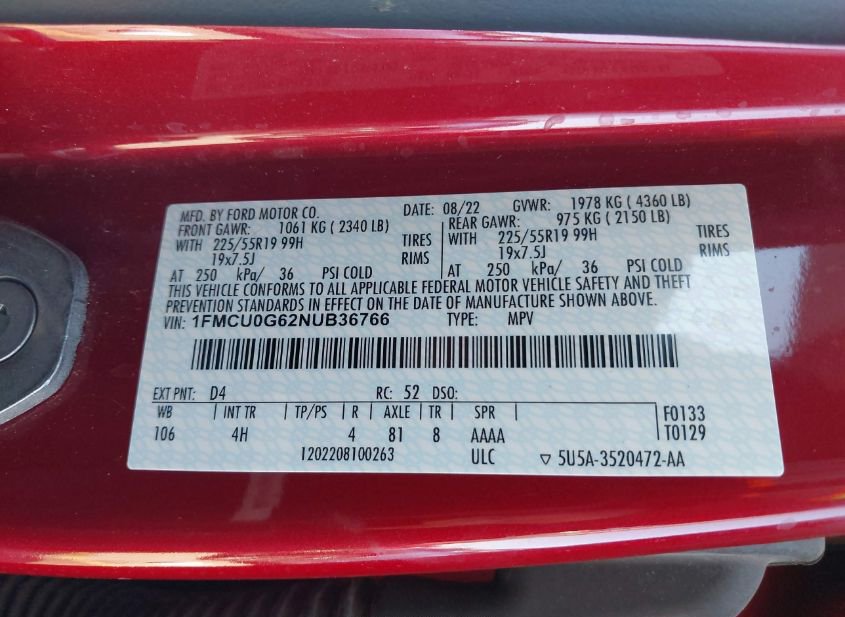 MFD. BY FORD MOTOR CO. DATE: 08/22 GVWR: 1978 KG ( 4360 LB)
FRONT GAWR: 1061 KG ( 2340 LB) REAR GAWR: 975 KG ( 2150 LB)
WITH 225/55R19 99H TIRES WITH 225/55R19 99H TIRES
19x7.5J RIMS 19x7.5J RIMS
AT 250 kPa/ 36 PSI COLD AT 250 kPa/ 36 PSI COLD
THIS VEHICLE CONFORMS TO ALL APPLICABLE FEDERAL MOTOR VEHICLE SAFETY AND THEFT
PREVENTION STANDARDS IN EFFECT ON THE DATE OF MANUFACTURE SHOWN ABOVE.
VIN: 1FMCU0G62NUB36766 TYPE: MPV
EXT PNT: D4 RC: 52 DSO:
WB INT TR TP/PS R AXLE TR SPR F0133
106 4H 4 81 8 AAAA T0129
1202208100263 ULC ▽ 5U5A-3520472-AA